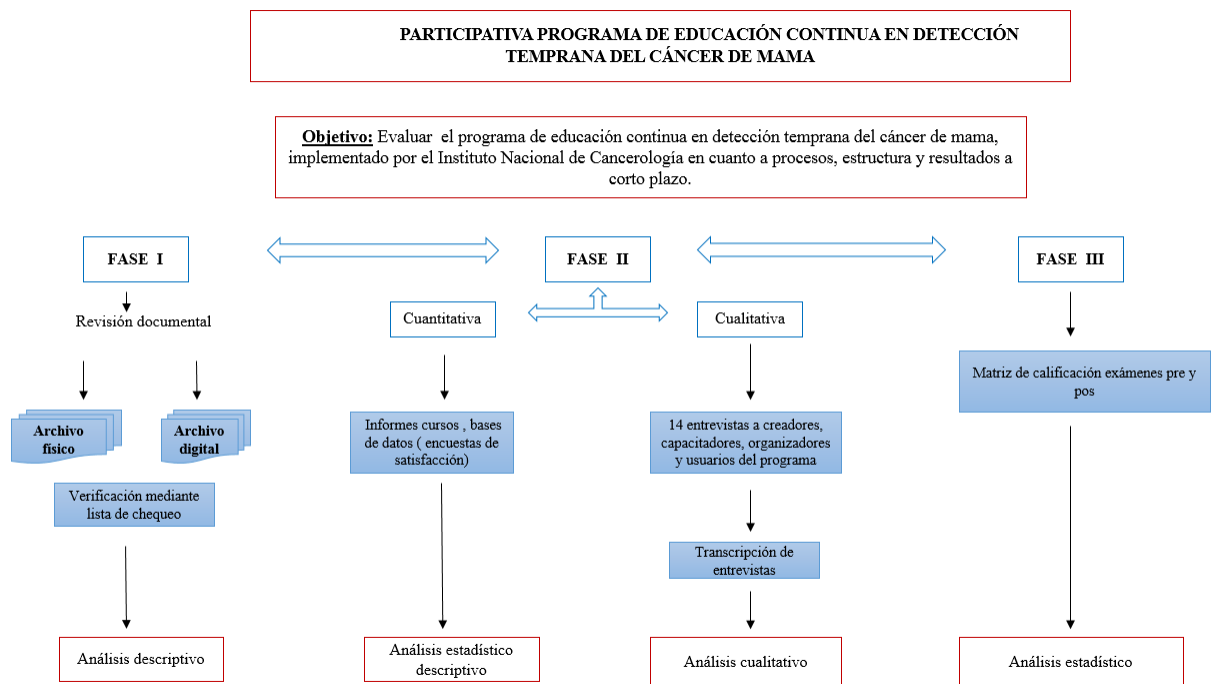 PARTICIPATIVA PROGRAMA DE EDUCACIÓN CONTINUA EN DETECCIÓN
TEMPRANA DEL CÁNCER DE MAMA
Objetivo: Evaluar el programa de educación continua en detección temprana del cáncer de mama,
implementado por el Instituto Nacional de Cancerología en cuanto a procesos, estructura y resultados a
corto plazo.
FASE I
FASE II
FASE III
Revisión documental
Cuantitativa
Cualitativa
Matriz de calificación exámenes pre y
pos
Archivo
físico
Archivo
digital
Informes cursos , bases
de datos ( encuestas de
satisfacción)
14 entrevistas a creadores,
capacitadores, organizadores
y usuarios del programa
Verificación mediante
lista de chequeo
Transcripción de
entrevistas
Análisis descriptivo
Análisis estadístico
descriptivo
Análisis cualitativo
Análisis estadístico